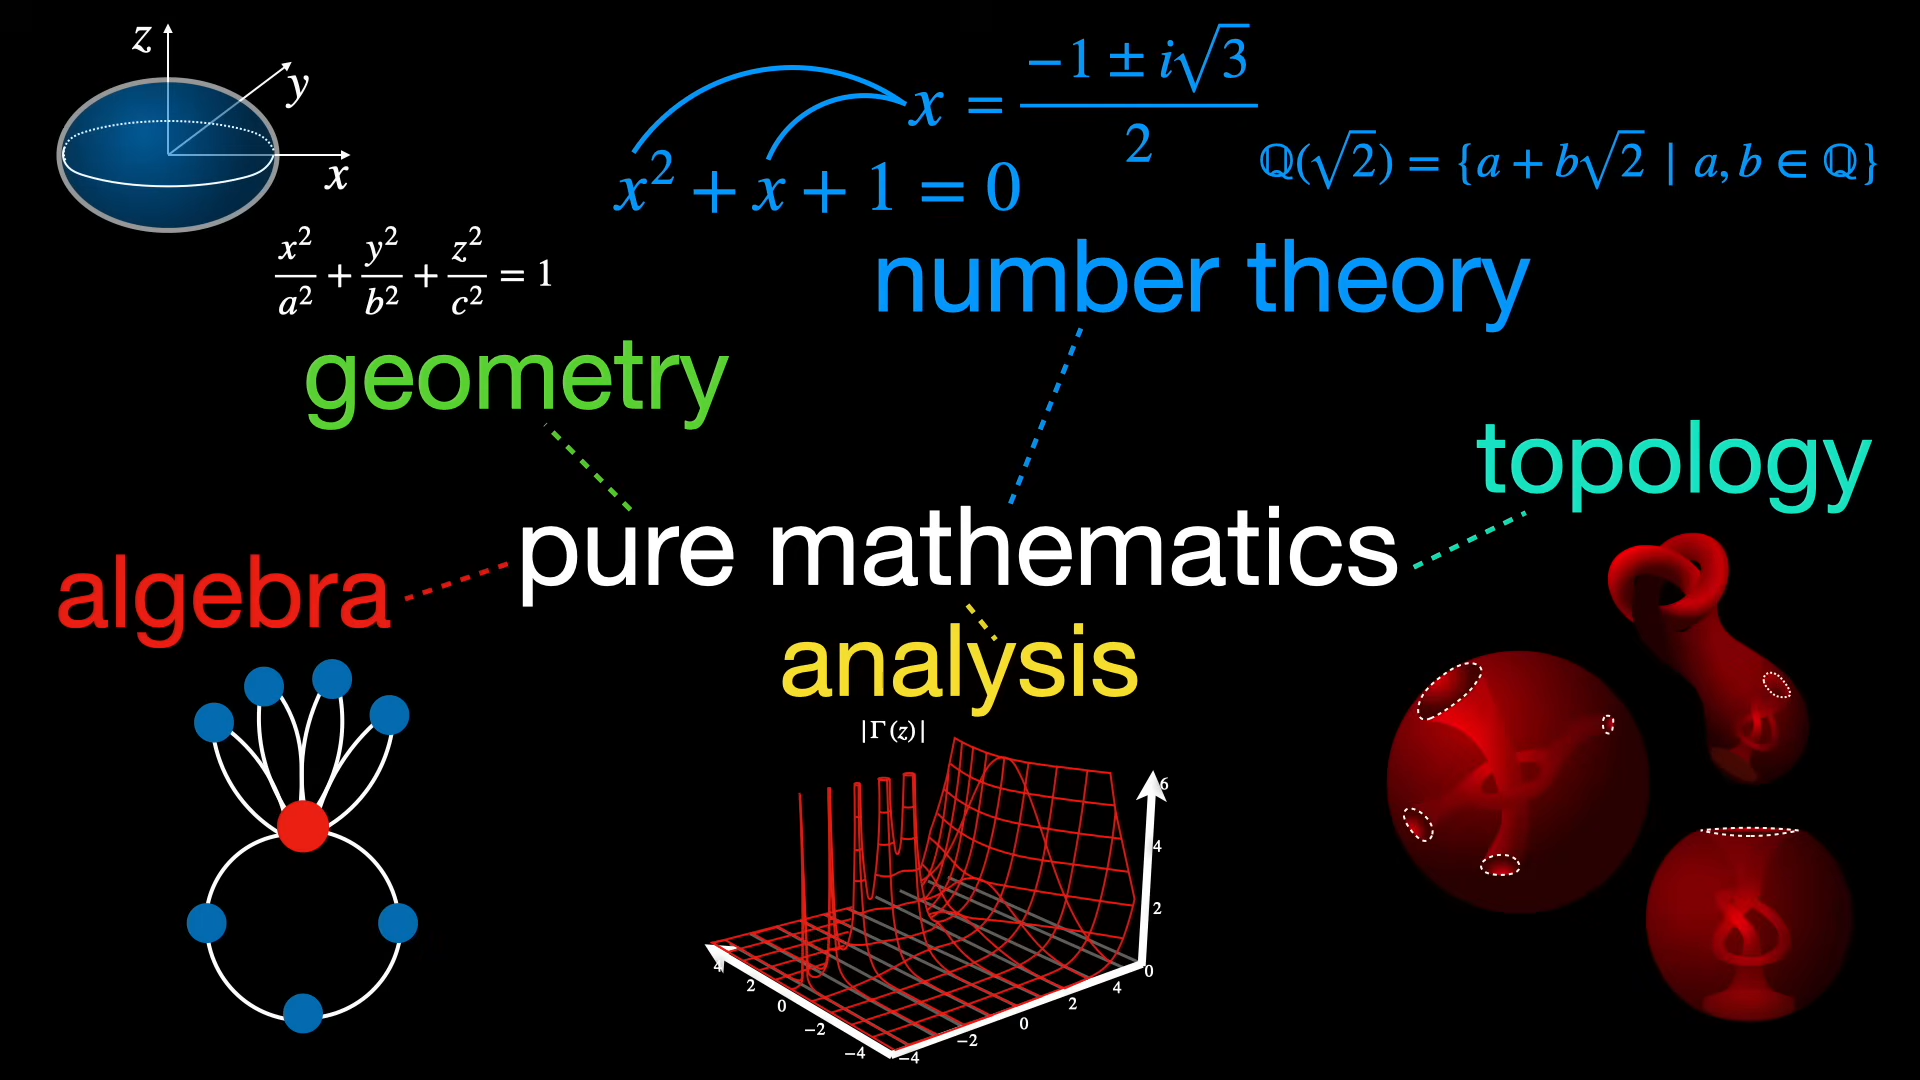 z
y
x
x²/a² + y²/b² + z²/c² = 1
x = (−1 ± i√3)/2
x² + x + 1 = 0
ℚ(√2) = {a + b√2 | a, b ∈ ℚ}
number theory
geometry
topology
pure mathematics
algebra
analysis
|Γ(z)|
6
4
2
0
4
2
0
−2
−4
−4
−2
0
2
4